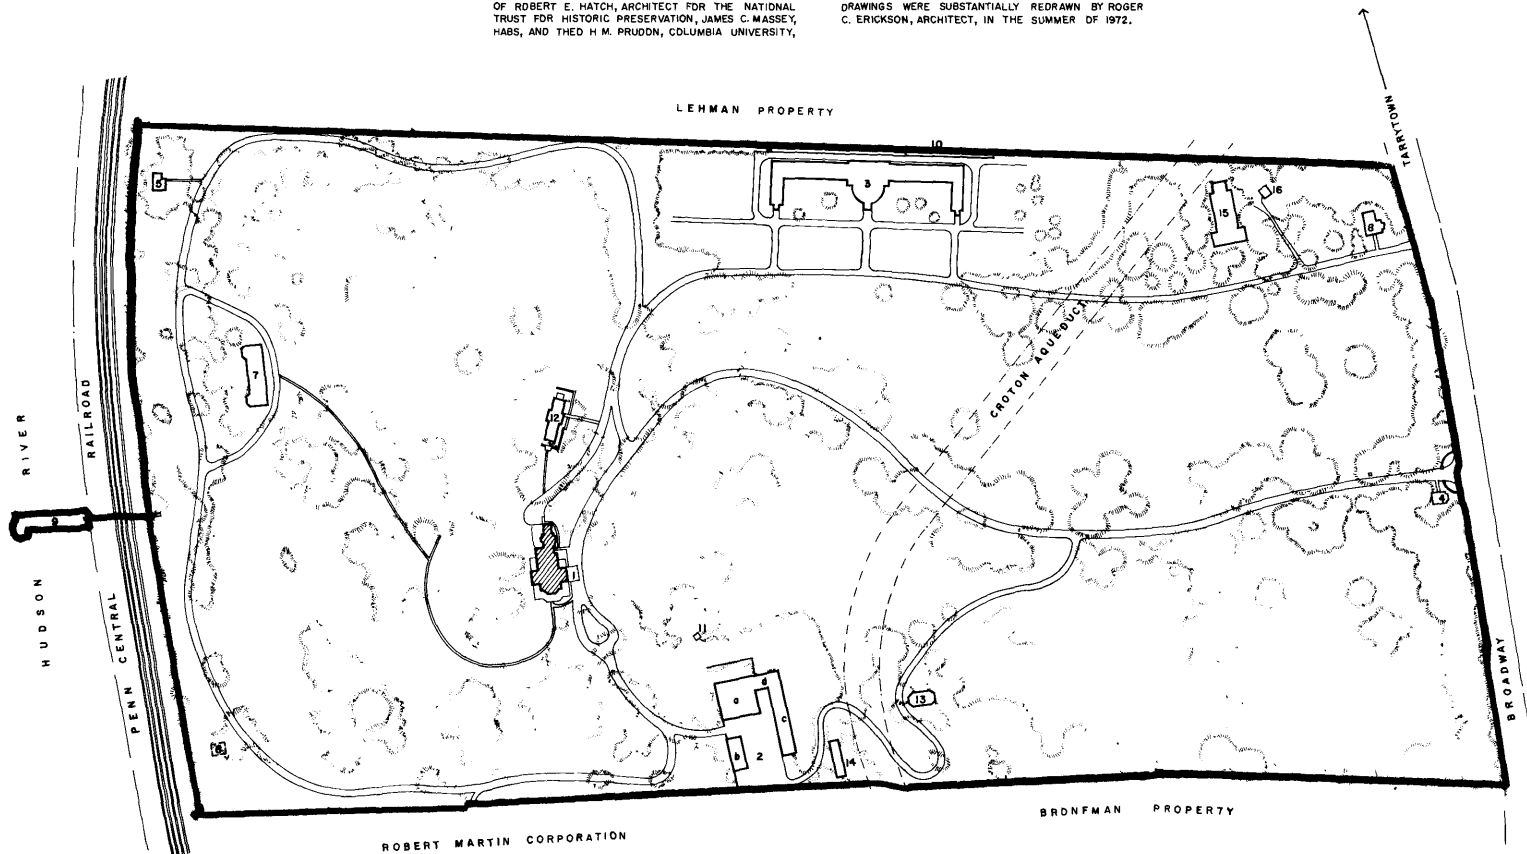 OF ROBERT E. HATCH, ARCHITECT FOR THE NATIONAL
TRUST FOR HISTORIC PRESERVATION, JAMES C. MASSEY,
HABS, AND THEO H M. PRUDON, COLUMBIA UNIVERSITY,
DRAWINGS WERE SUBSTANTIALLY REDRAWN BY ROGER
C. ERICKSON, ARCHITECT, IN THE SUMMER OF 1972.
LEHMAN PROPERTY
TARRYTOWN
10
5
3
16
15
8
CROTON AQUEDUCT
7
12
RAILROAD
HUDSON RIVER
9
4
1
PENN CENTRAL
11
BROADWAY
a
d
c
13
6
b
2
14
BRONFMAN PROPERTY
ROBERT MARTIN CORPORATION